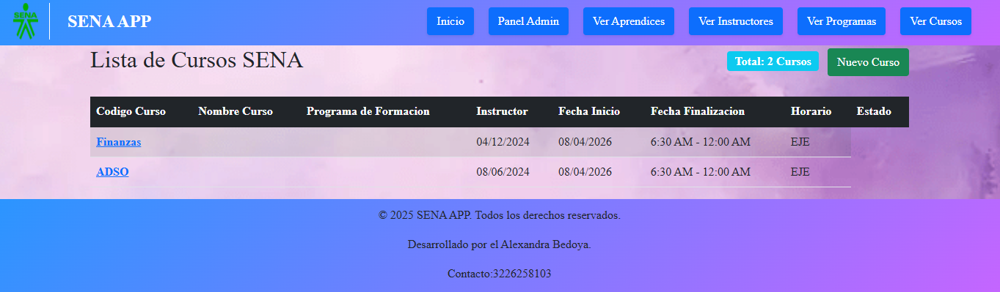 SENA
SENA APP
Inicio
Panel Admin
Ver Aprendices
Ver Instructores
Ver Programas
Ver Cursos
Lista de Cursos SENA
Total: 2 Cursos
Nuevo Curso
Codigo Curso Nombre Curso Programa de Formacion Instructor Fecha Inicio Fecha Finalizacion Horario Estado
Finanzas 04/12/2024 08/04/2026 6:30 AM - 12:00 AM EJE
ADSO 08/06/2024 08/04/2026 6:30 AM - 12:00 AM EJE
© 2025 SENA APP. Todos los derechos reservados.
Desarrollado por el Alexandra Bedoya.
Contacto:3226258103